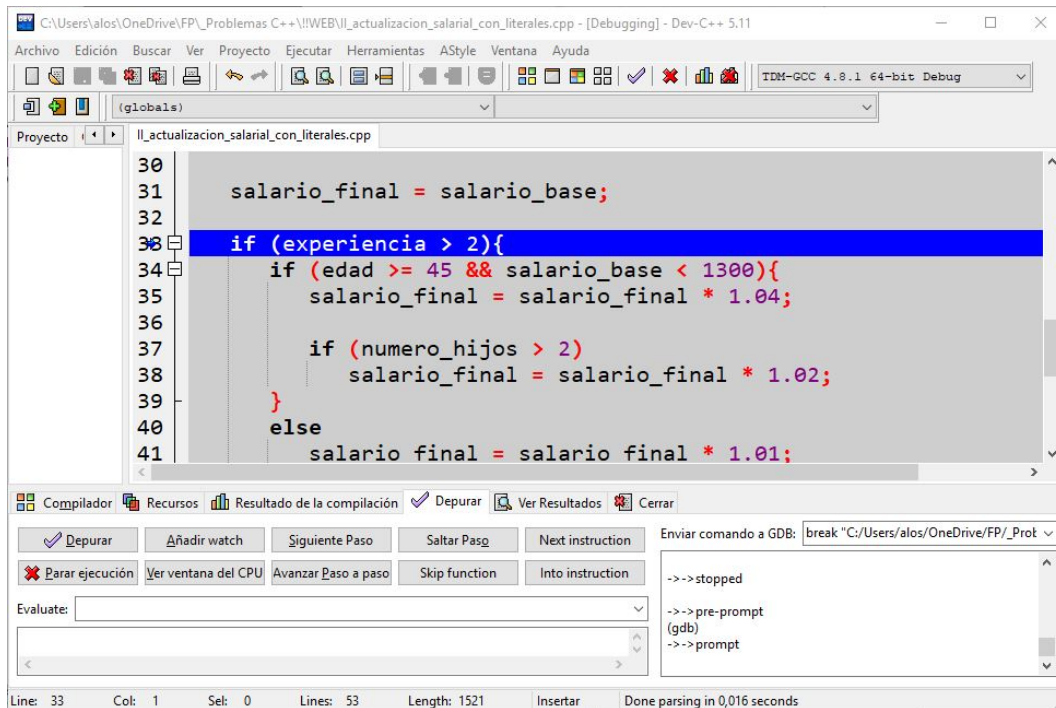 C:\Users\alos\OneDrive\FP\_Problemas C++\!!WEB\II_actualizacion_salarial_con_literales.cpp - [Debugging] - Dev-C++ 5.11
Archivo Edición Buscar Ver Proyecto Ejecutar Herramientas AStyle Ventana Ayuda
TDM-GCC 4.8.1 64-bit Debug
(globals)
Proyecto
II_actualizacion_salarial_con_literales.cpp
30
31 salario_final = salario_base;
32
33 if (experiencia > 2){
34 if (edad >= 45 && salario_base < 1300){
35 salario_final = salario_final * 1.04;
36
37 if (numero_hijos > 2)
38 salario_final = salario_final * 1.02;
39 }
40 else
41 salario_final = salario_final * 1.01;
Compilador Recursos Resultado de la compilación Depurar Ver Resultados Cerrar
Depurar Añadir watch Siguiente Paso Saltar Paso Next instruction
Enviar comando a GDB: break "C:/Users/alos/OneDrive/FP/_Prob
Parar ejecución Ver ventana del CPU Avanzar Paso a paso Skip function Into instruction
->->stopped
Evaluate:
->->pre-prompt
(gdb)
->->prompt
Line: 33 Col: 1 Sel: 0 Lines: 53 Length: 1521 Insertar Done parsing in 0,016 seconds